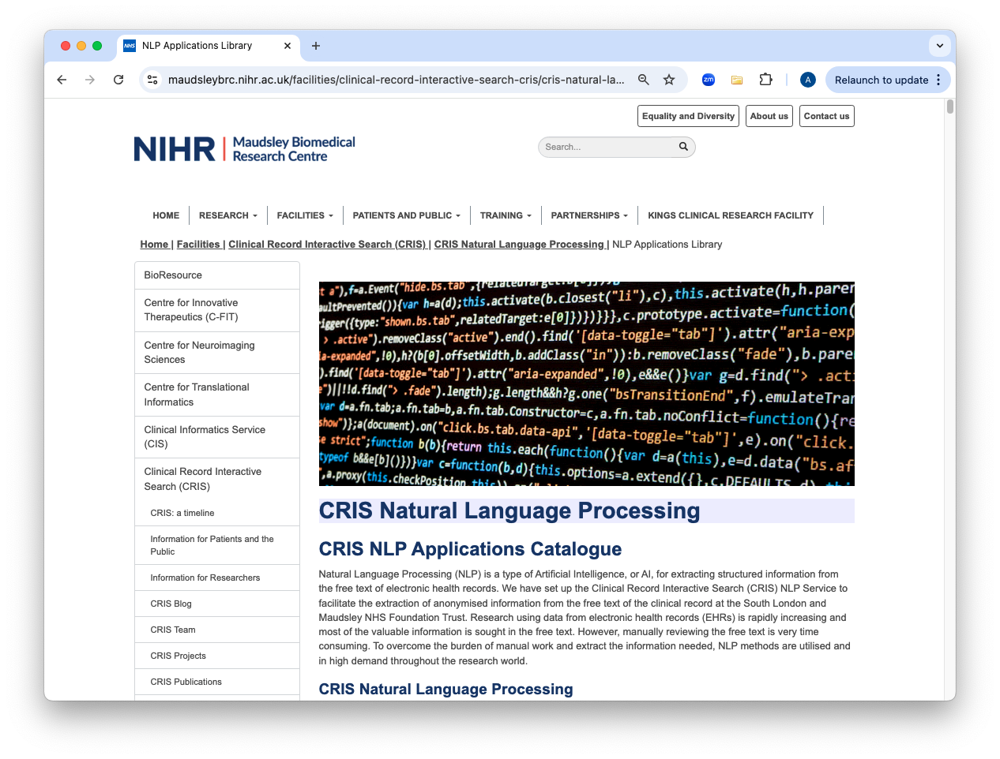 NHS NLP Applications Library
maudsleybrc.nihr.ac.uk/facilities/clinical-record-interactive-search-cris/cris-natural-la...
zm
A
Relaunch to update
Equality and Diversity
About us
Contact us
NIHR | Maudsley Biomedical
Research Centre
Search...
HOME
RESEARCH
FACILITIES
PATIENTS AND PUBLIC
TRAINING
PARTNERSHIPS
KINGS CLINICAL RESEARCH FACILITY
Home | Facilities | Clinical Record Interactive Search (CRIS) | CRIS Natural Language Processing | NLP Applications Library
BioResource
Centre for Innovative
Therapeutics (C-FIT)
Centre for Neuroimaging
Sciences
Centre for Translational
Informatics
Clinical Informatics Service
(CIS)
Clinical Record Interactive
Search (CRIS)
CRIS: a timeline
Information for Patients and the
Public
Information for Researchers
CRIS Blog
CRIS Team
CRIS Projects
CRIS Publications
t a"),f=a.Event("hide.bs.tab",{relatedTarget:b[0]})
aultPrevented()){var h=a(d);this.activate(b.closest("li"),c),this.activate(h,h.paren
igger({type:"shown.bs.tab",relatedTarget:e[0]})})}}},c.prototype.activate=function(
> .active").removeClass("active").end().find('[data-toggle="tab"]').attr("aria-exp
ia-expanded",!0),h?(b[0].offsetWidth,b.addClass("in")):b.removeClass("fade"),b.paren
).find('[data-toggle="tab"]').attr("aria-expanded",!0),e&&e()}var g=d.find("> .acti
e")||!!d.find("> .fade").length);g.length&&h?g.one("bsTransitionEnd",f).emulateTran
var d=a.fn.tab;a.fn.tab=b,a.fn.tab.Constructor=c,a.fn.tab.noConflict=function(){re
show")};a(document).on("click.bs.tab.data-api",'[data-toggle="tab"]',e).on("click.
e strict";function b(b){return this.each(function(){var d=a(this),e=d.data("bs.af
typeof b&&e[b]()})}var c=function(b,d){this.options=a.extend({},c.DEFAULTS,d)
",a.proxy(this.checkPosition,this))
CRIS Natural Language Processing
CRIS NLP Applications Catalogue
Natural Language Processing (NLP) is a type of Artificial Intelligence, or AI, for extracting structured information from
the free text of electronic health records. We have set up the Clinical Record Interactive Search (CRIS) NLP Service to
facilitate the extraction of anonymised information from the free text of the clinical record at the South London and
Maudsley NHS Foundation Trust. Research using data from electronic health records (EHRs) is rapidly increasing and
most of the valuable information is sought in the free text. However, manually reviewing the free text is very time
consuming. To overcome the burden of manual work and extract the information needed, NLP methods are utilised and
in high demand throughout the research world.
CRIS Natural Language Processing